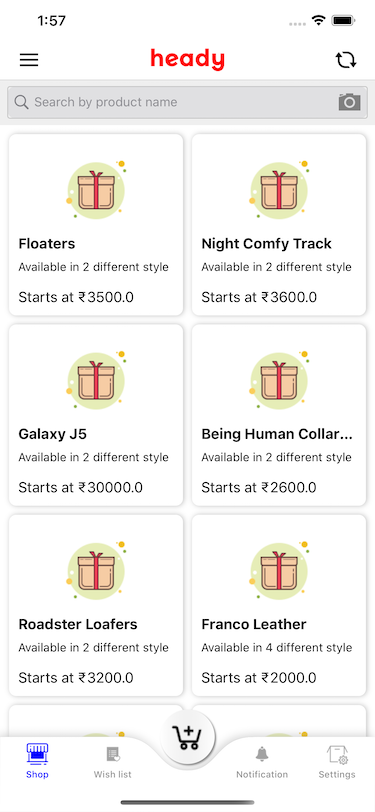 1:57
heady
Search by product name
Floaters
Available in 2 different style
Starts at ₹3500.0
Night Comfy Track
Available in 2 different style
Starts at ₹3600.0
Galaxy J5
Available in 2 different style
Starts at ₹30000.0
Being Human Collar...
Available in 2 different style
Starts at ₹2600.0
Roadster Loafers
Available in 2 different style
Starts at ₹3200.0
Franco Leather
Available in 4 different style
Starts at ₹2000.0
Shop
Wish list
Notification
Settings